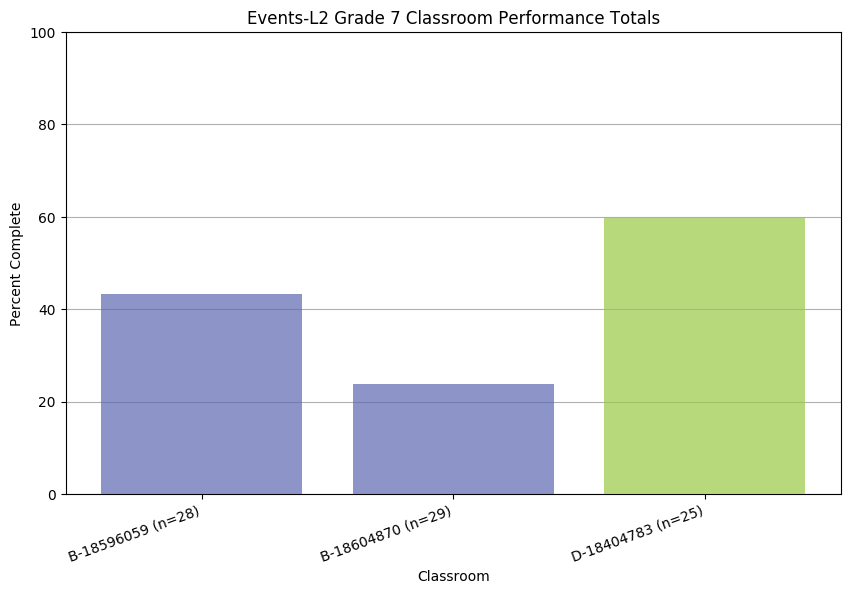 Events-L2 Grade 7 Classroom Performance Totals
Percent Complete
100
80
60
40
20
0
B-18596059 (n=28)
B-18604870 (n=29)
D-18404783 (n=25)
Classroom